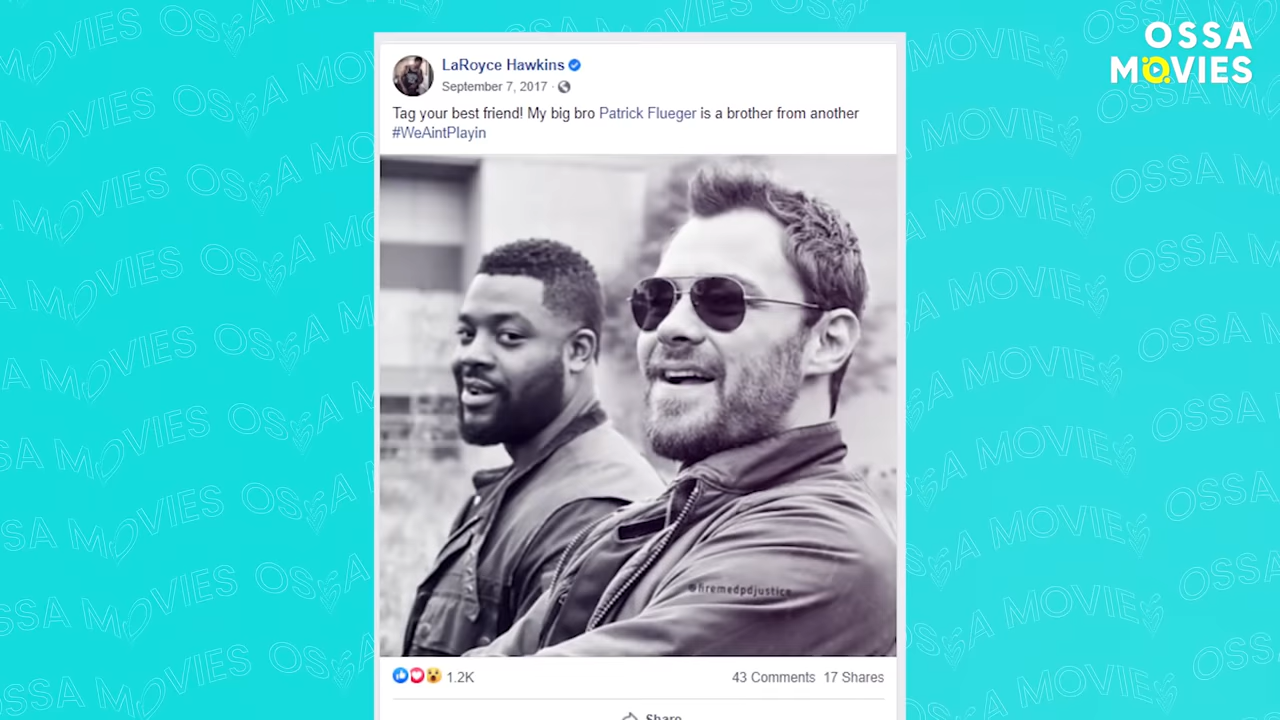 OSSA
MOVIES
LaRoyce Hawkins
September 7, 2017 ·
Tag your best friend! My big bro Patrick Flueger is a brother from another
#WeAintPlayin
@firemedpdjustice
1.2K
43 Comments 17 Shares
Share